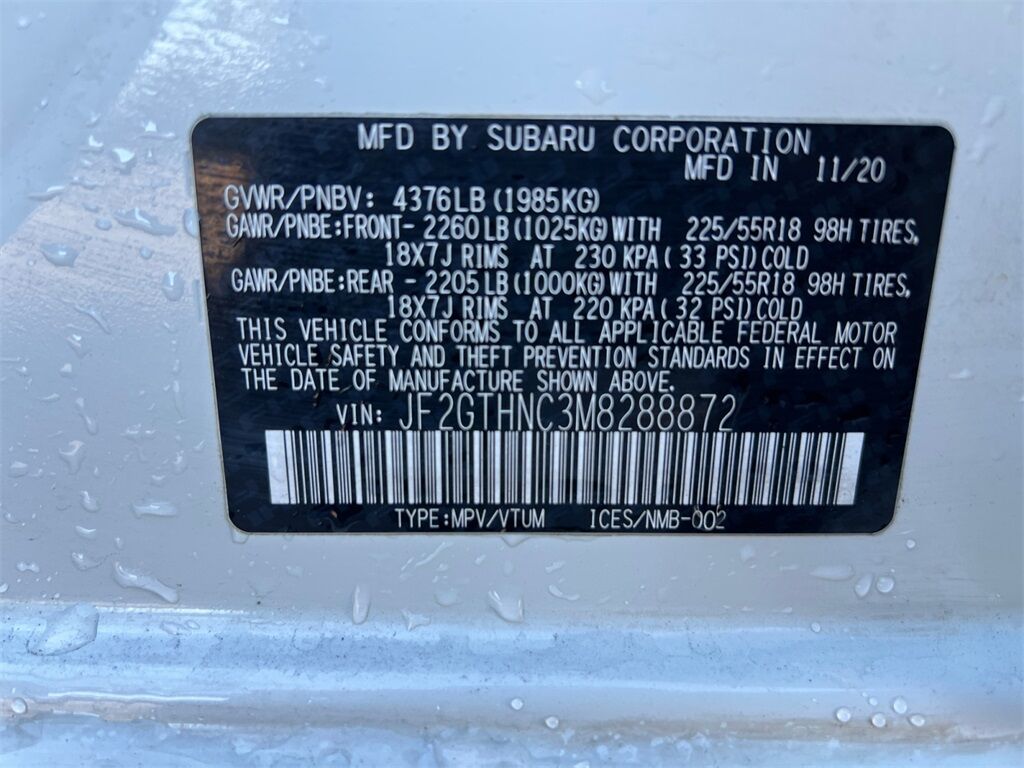 MFD BY SUBARU CORPORATION
MFD IN 11/20
GVWR/PNBV: 4376LB (1985KG)
GAWR/PNBE:FRONT- 2260 LB (1025KG) WITH 225/55R18 98H TIRES,
18X7J RIMS AT 230 KPA ( 33 PSI) COLD
GAWR/PNBE:REAR - 2205 LB (1000KG) WITH 225/55R18 98H TIRES,
18X7J RIMS AT 220 KPA ( 32 PSI) COLD
THIS VEHICLE CONFORMS TO ALL APPLICABLE FEDERAL MOTOR
VEHICLE SAFETY AND THEFT PREVENTION STANDARDS IN EFFECT ON
THE DATE OF MANUFACTURE SHOWN ABOVE.
VIN: JF2GTHNC3M8288872
TYPE:MPV/VTUM ICES/NMB-002